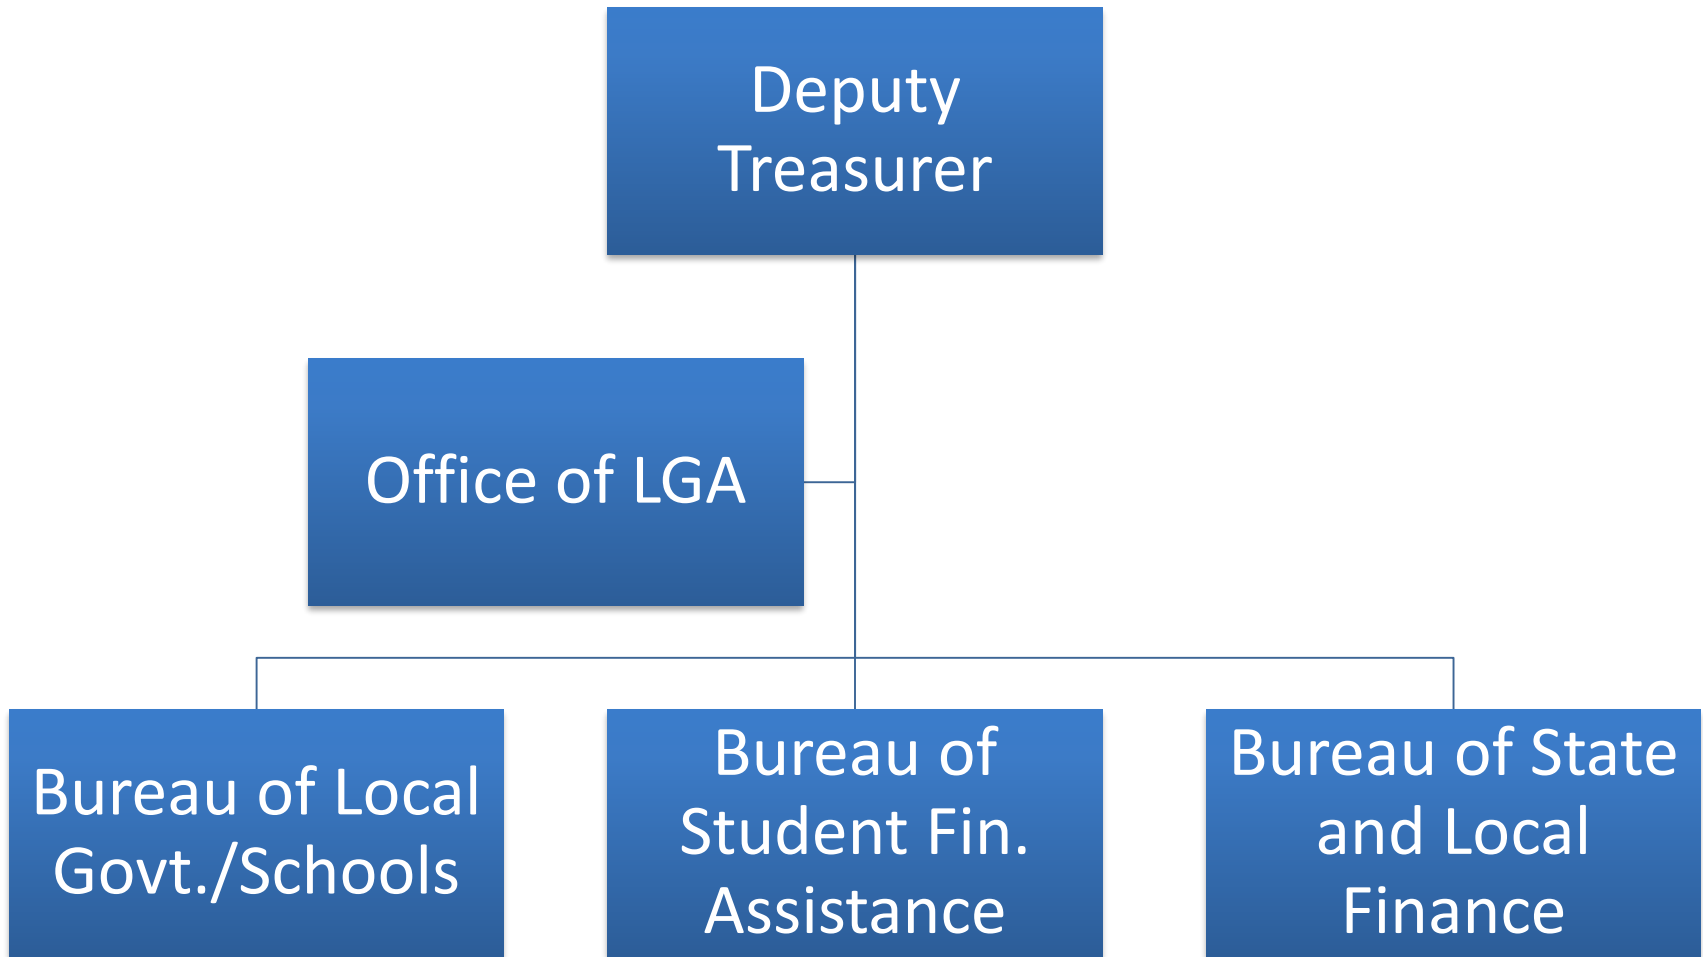 Deputy
Treasurer
Office of LGA
Bureau of Local
Govt./Schools
Bureau of
Student Fin.
Assistance
Bureau of State
and Local
Finance